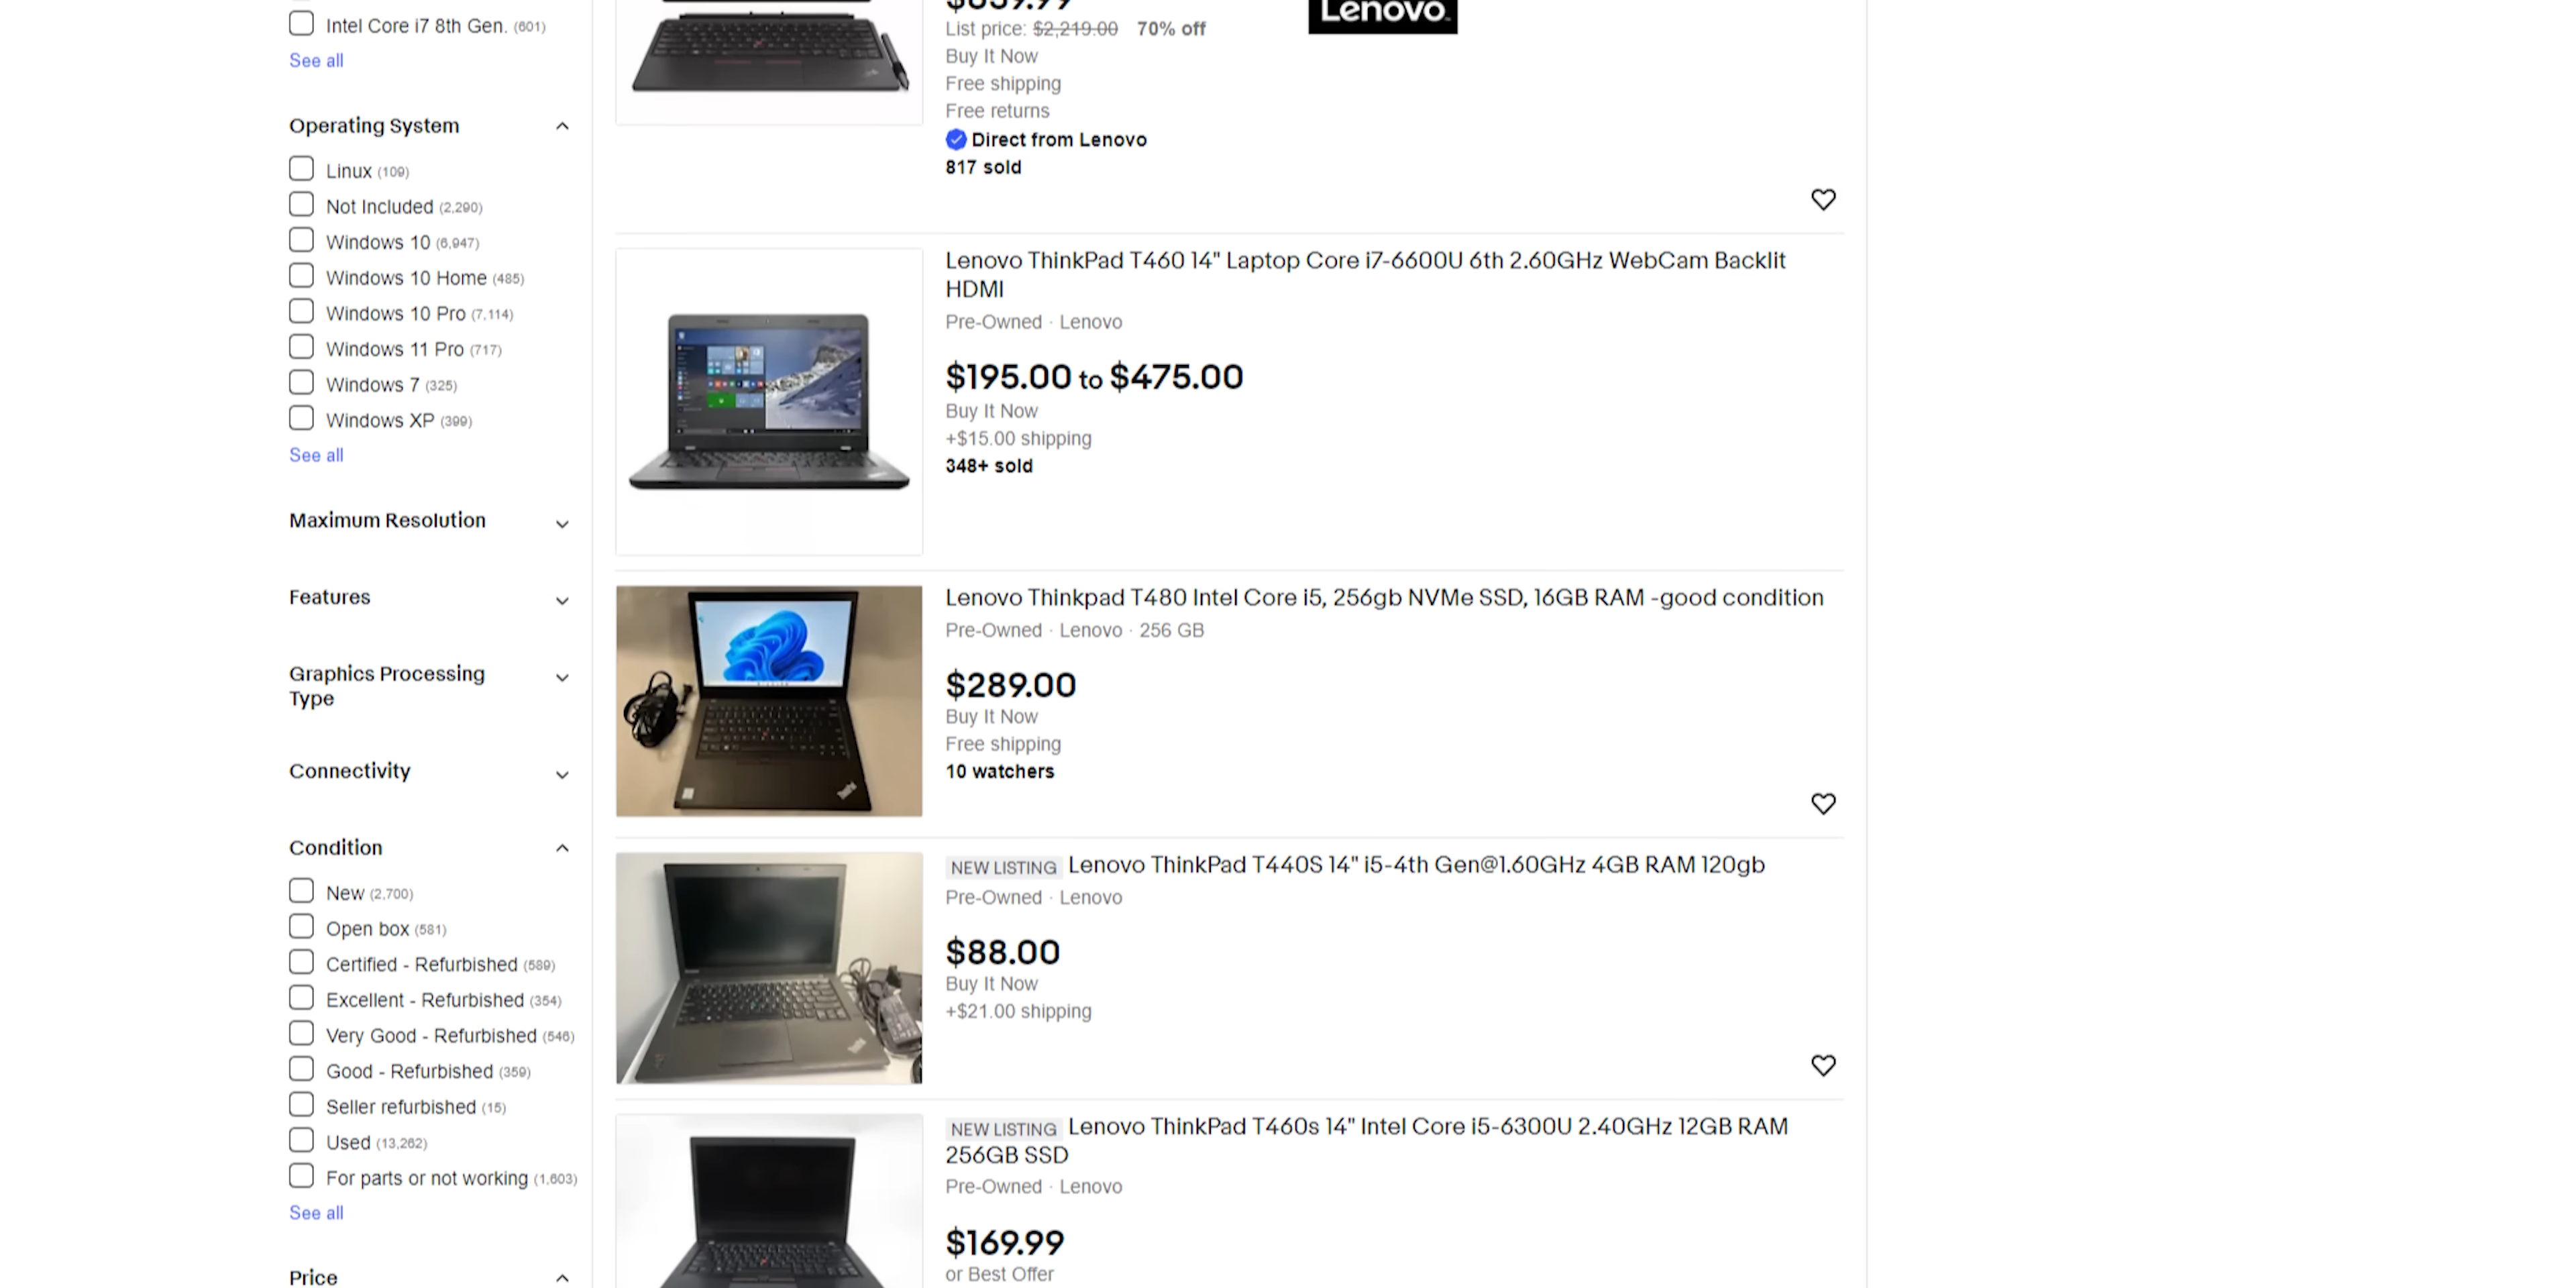 Intel Core i7 8th Gen. (601)
See all
Operating System
Linux (109)
Not Included (2,290)
Windows 10 (6,947)
Windows 10 Home (485)
Windows 10 Pro (7,114)
Windows 11 Pro (717)
Windows 7 (325)
Windows XP (399)
See all
Maximum Resolution
Features
Graphics Processing
Type
Connectivity
Condition
New (2,700)
Open box (581)
Certified - Refurbished (589)
Excellent - Refurbished (354)
Very Good - Refurbished (546)
Good - Refurbished (359)
Seller refurbished (15)
Used (13,262)
For parts or not working (1,603)
See all
Price
List price: $2,219.00 70% off
Buy It Now
Free shipping
Free returns
Direct from Lenovo
817 sold
Lenovo
Lenovo ThinkPad T460 14" Laptop Core i7-6600U 6th 2.60GHz WebCam Backlit
HDMI
Pre-Owned · Lenovo
$195.00 to $475.00
Buy It Now
+$15.00 shipping
348+ sold
Lenovo Thinkpad T480 Intel Core i5, 256gb NVMe SSD, 16GB RAM -good condition
Pre-Owned · Lenovo · 256 GB
$289.00
Buy It Now
Free shipping
10 watchers
NEW LISTING Lenovo ThinkPad T440S 14" i5-4th Gen@1.60GHz 4GB RAM 120gb
Pre-Owned · Lenovo
$88.00
Buy It Now
+$21.00 shipping
NEW LISTING Lenovo ThinkPad T460s 14" Intel Core i5-6300U 2.40GHz 12GB RAM
256GB SSD
Pre-Owned · Lenovo
$169.99
or Best Offer